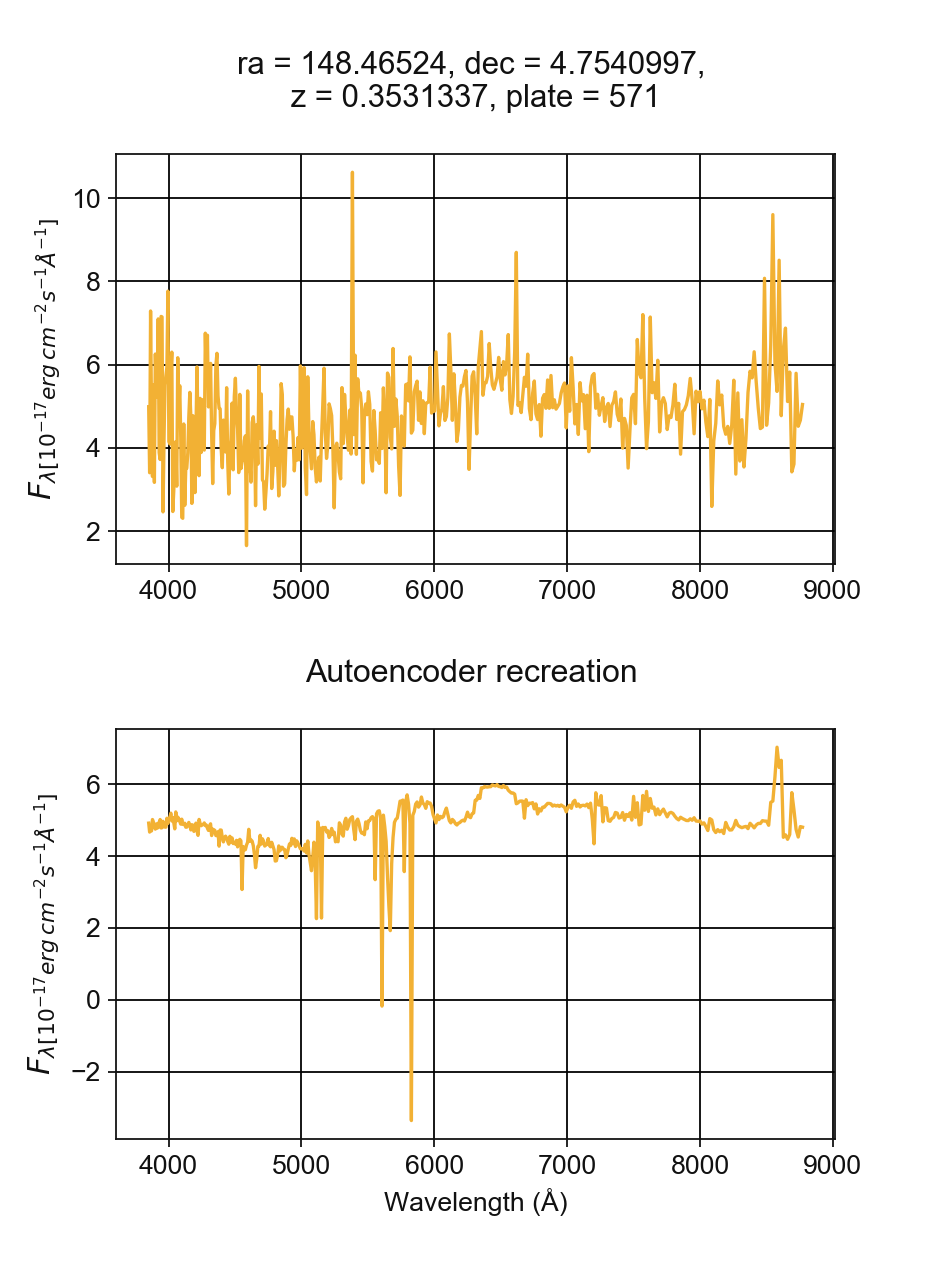 ra = 148.46524, dec = 4.7540997,
z = 0.3531337, plate = 571
10
8
6
4
2
F_λ[10^{-17} erg cm^{-2} s^{-1} Å^{-1}]
4000 5000 6000 7000 8000 9000
Autoencoder recreation
6
4
2
0
−2
F_λ[10^{-17} erg cm^{-2} s^{-1} Å^{-1}]
4000 5000 6000 7000 8000 9000
Wavelength (Å)